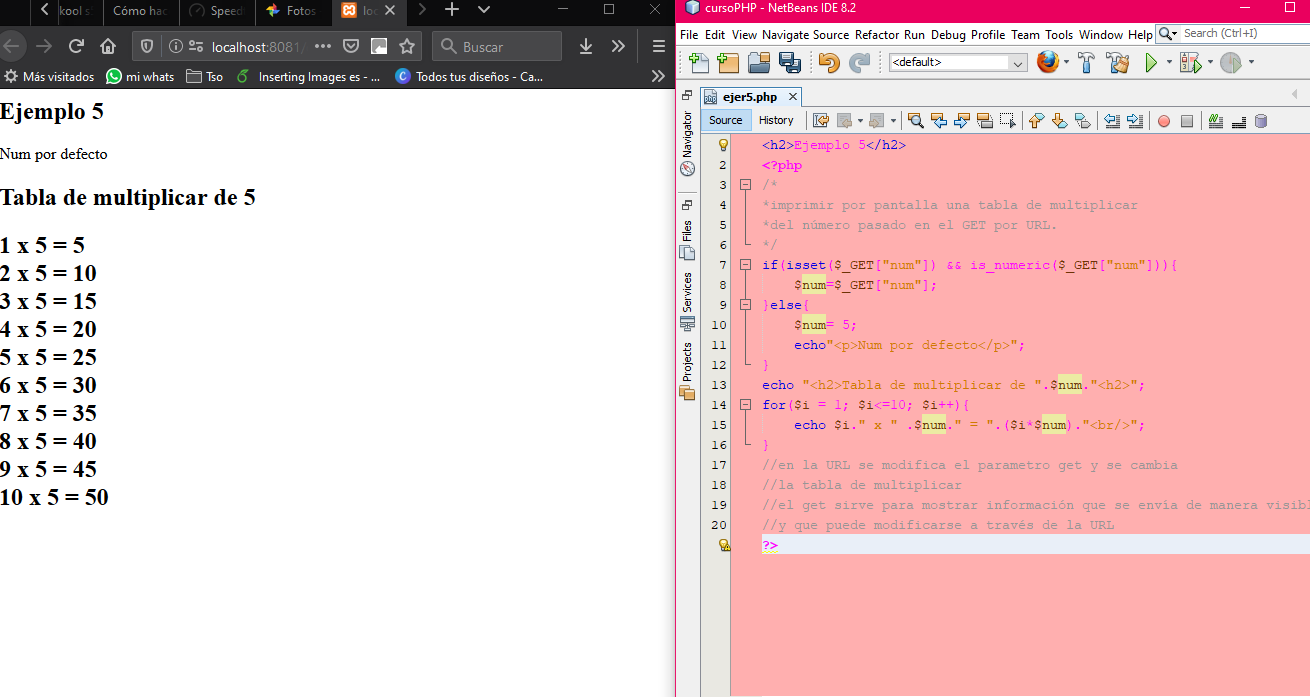 kool s
Cómo hac
Speed
Fotos
loc
localhost:8081/
Buscar
Más visitados
mi whats
Tso
Inserting Images es - ...
Todos tus diseños - Ca...
Ejemplo 5
Num por defecto
Tabla de multiplicar de 5
1 x 5 = 5
2 x 5 = 10
3 x 5 = 15
4 x 5 = 20
5 x 5 = 25
6 x 5 = 30
7 x 5 = 35
8 x 5 = 40
9 x 5 = 45
10 x 5 = 50
cursoPHP - NetBeans IDE 8.2
File Edit View Navigate Source Refactor Run Debug Profile Team Tools Window Help
Search (Ctrl+I)
<default>
ejer5.php
Source History
Navigator
Files
Services
Projects
<h2>Ejemplo 5</h2>
2 <?php
3 /*
4 *imprimir por pantalla una tabla de multiplicar
5 *del número pasado en el GET por URL.
6 */
7 if(isset($_GET["num"]) && is_numeric($_GET["num"])){
8 $num=$_GET["num"];
9 }else{
10 $num= 5;
11 echo"<p>Num por defecto</p>";
12 }
13 echo "<h2>Tabla de multiplicar de ".$num."<h2>";
14 for($i = 1; $i<=10; $i++){
15 echo $i." x " .$num." = ".($i*$num)."<br/>";
16 }
17 //en la URL se modifica el parametro get y se cambia
18 //la tabla de multiplicar
19 //el get sirve para mostrar información que se envía de manera visibl
20 //y que puede modificarse a través de la URL
?>